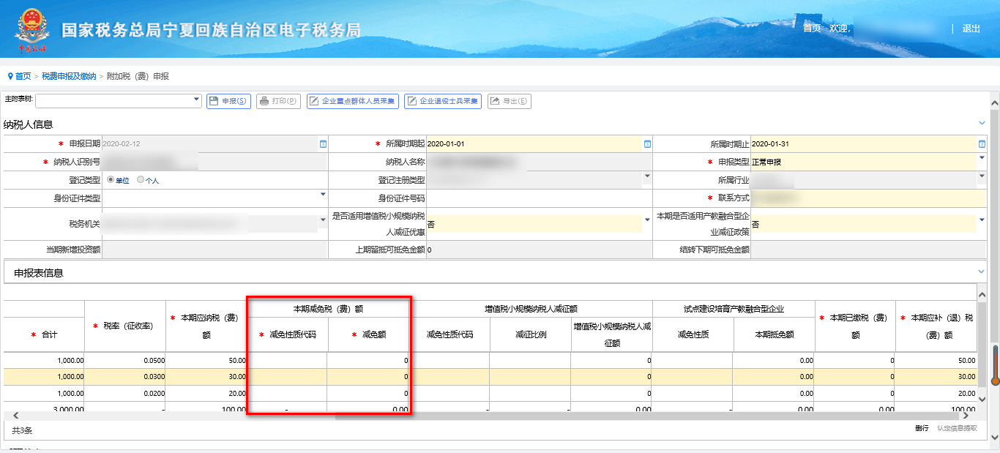 国家税务总局宁夏回族自治区电子税务局
首页 欢迎,
| 退出
首页 > 税费申报及缴纳 > 附加税（费）申报
主附表树:
申报(S) 打印(P) 企业重点群体人员采集 企业退役士兵采集 导出(E)
纳税人信息
* 申报日期 2020-02-12 * 所属时期起 2020-01-01 所属时期止 2020-01-31
* 纳税人识别号 纳税人名称 * 申报类型 正常申报
登记类型 单位 个人 登记注册类型 所属行业
身份证件类型 身份证件号码 * 联系方式
税务机关 是否适用增值税小规模纳税人减征优惠 否 本期是否适用产教融合型企业减征政策 否
当期新增投资额 上期留抵可抵免金额 0 结转下期可抵免金额
申报表信息
本期减免税（费）额 增值税小规模纳税人减征额 试点建设培育产教融合型企业
* 合计 * 税率（征收率） * 本期应纳税（费）额 * 减免性质代码 * 减免额 减免性质代码 减征比例 增值税小规模纳税人减征额 减免性质 本期抵免额 * 本期已缴税（费）额 * 本期应补（退）税（费）额
1,000.00 0.0500 50.00 0 0 0.00 0 50.00
1,000.00 0.0300 30.00 0 0 0.00 0 30.00
1,000.00 0.0200 20.00 0 0 0.00 0 20.00
3,000.00 - 100.00 - 0.00 - - 0.00 - 0.00 0.00 100.00
共3条
删行 认定信息提取